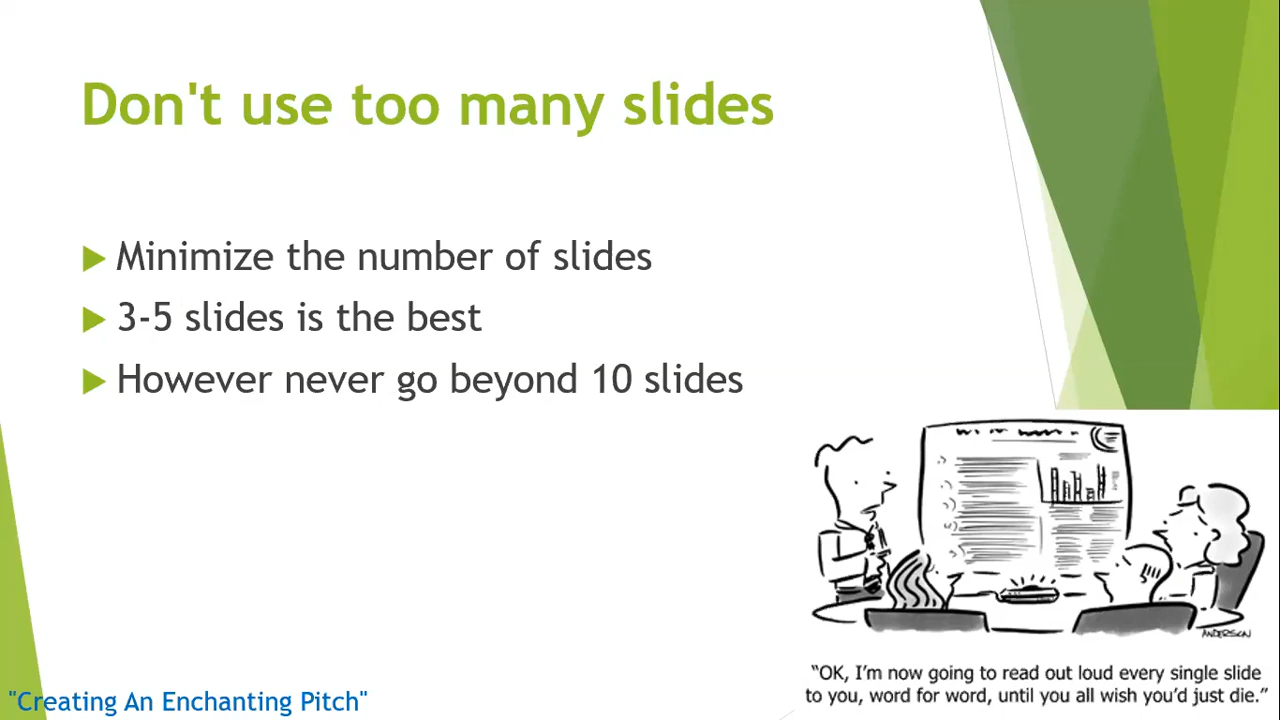 Don't use too many slides
Minimize the number of slides
3-5 slides is the best
However never go beyond 10 slides
ANDERSON
"OK, I'm now going to read out loud every single slide
to you, word for word, until you all wish you'd just die."
"Creating An Enchanting Pitch"